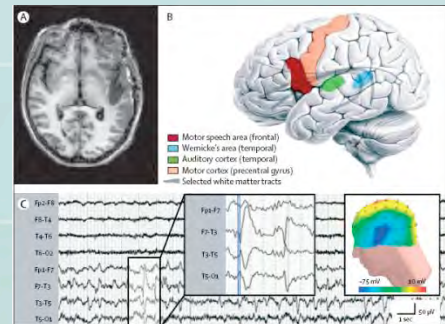 A
B
Motor speech area (frontal)
Wernicke's area (temporal)
Auditory cortex (temporal)
Motor cortex (precentral gyrus)
Selected white matter tracts
C
Fp2-F8
F8-T4
T4-T6
T6-O2
Fp1-F7
F7-T3
T3-T5
T5-O1
Fp1-F7
F7-T3
T3-T5
T5-O1
-75 mV
80 mV
1 sec
50 µV